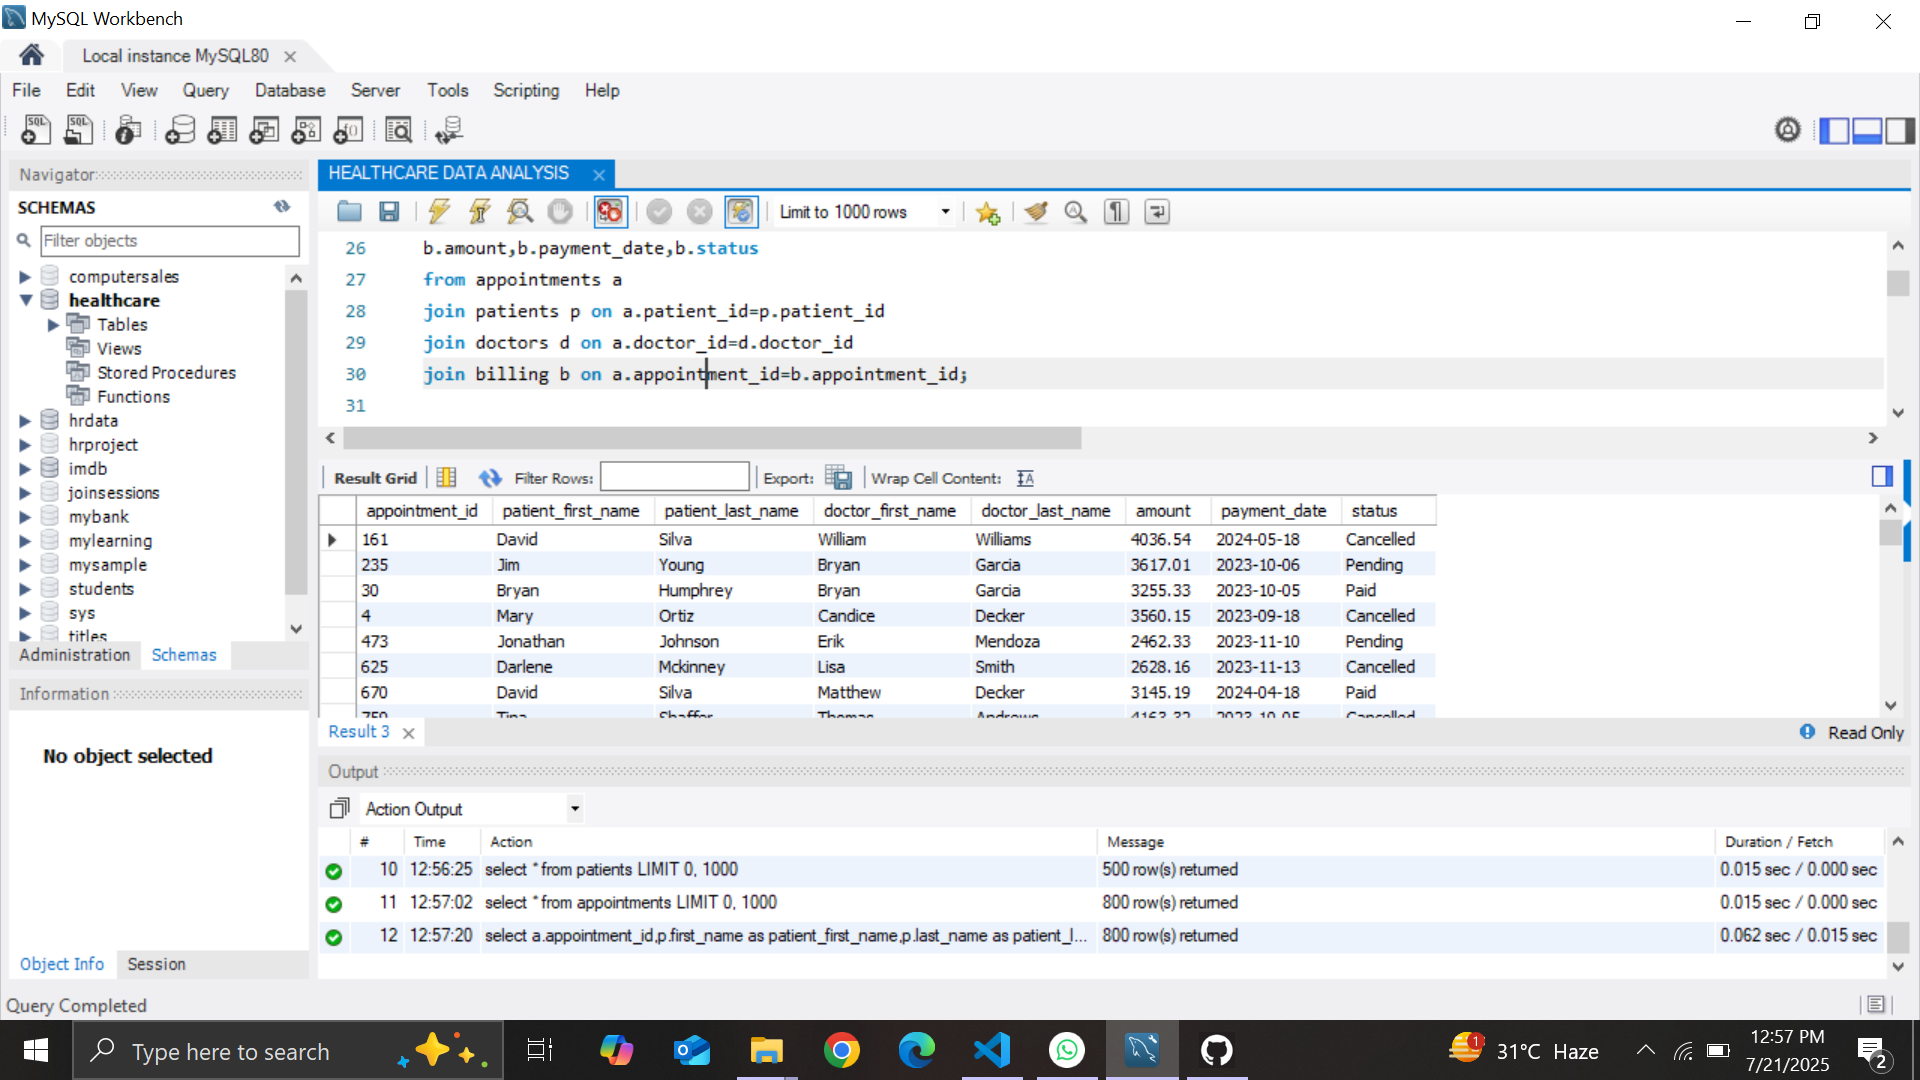 MySQL Workbench
Local instance MySQL80
File Edit View Query Database Server Tools Scripting Help
Navigator
SCHEMAS
Filter objects
computersales
healthcare
Tables
Views
Stored Procedures
Functions
hrdata
hrproject
imdb
joinsessions
mybank
mylearning
mysample
students
sys
titles
Administration Schemas
Information
No object selected
Object Info Session
HEALTHCARE DATA ANALYSIS
Limit to 1000 rows
26 b.amount,b.payment_date,b.status
27 from appointments a
28 join patients p on a.patient_id=p.patient_id
29 join doctors d on a.doctor_id=d.doctor_id
30 join billing b on a.appointment_id=b.appointment_id;
31
Result Grid Filter Rows: Export: Wrap Cell Content:
appointment_id patient_first_name patient_last_name doctor_first_name doctor_last_name amount payment_date status
161 David Silva William Williams 4036.54 2024-05-18 Cancelled
235 Jim Young Bryan Garcia 3617.01 2023-10-06 Pending
30 Bryan Humphrey Bryan Garcia 3255.33 2023-10-05 Paid
4 Mary Ortiz Candice Decker 3560.15 2023-09-18 Cancelled
473 Jonathan Johnson Erik Mendoza 2462.33 2023-11-10 Pending
625 Darlene Mckinney Lisa Smith 2628.16 2023-11-13 Cancelled
670 David Silva Matthew Decker 3145.19 2024-04-18 Paid
759 Tina Shaffer Thomas Andrews 4163.32 2023-10-05 Cancelled
Result 3 Read Only
Output
Action Output
# Time Action Message Duration / Fetch
10 12:56:25 select * from patients LIMIT 0, 1000 500 row(s) returned 0.015 sec / 0.000 sec
11 12:57:02 select * from appointments LIMIT 0, 1000 800 row(s) returned 0.015 sec / 0.000 sec
12 12:57:20 select a.appointment_id,p.first_name as patient_first_name,p.last_name as patient_l... 800 row(s) returned 0.062 sec / 0.015 sec
Query Completed
Type here to search
1
31°C Haze
12:57 PM
7/21/2025
2